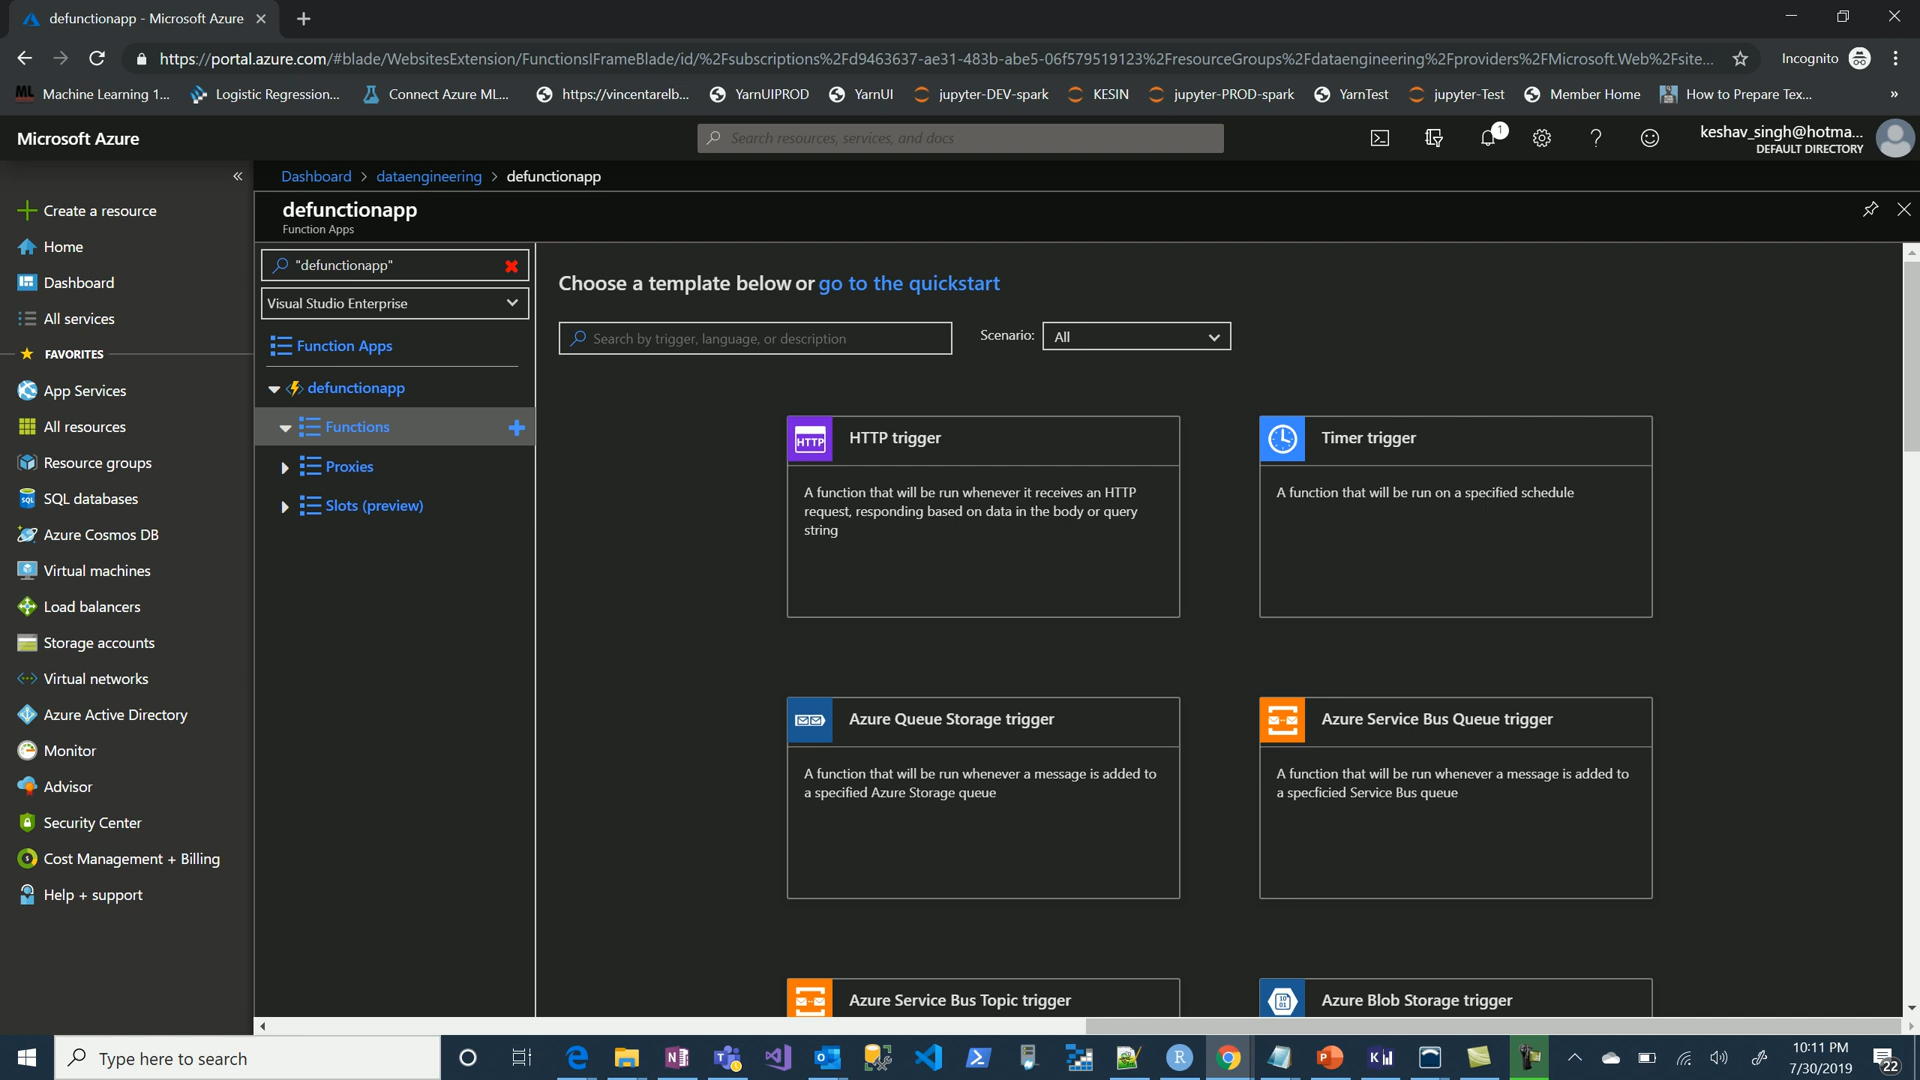 defunctionapp - Microsoft Azure
https://portal.azure.com/#blade/WebsitesExtension/FunctionsIFrameBlade/id/%2Fsubscriptions%2Fd9463637-ae31-483b-abe5-06f579519123%2FresourceGroups%2Fdataengineering%2Fproviders%2FMicrosoft.Web%2Fsite...
Incognito
ML Machine Learning 1... Logistic Regression... Connect Azure ML... https://vincentarelb... YarnUIPROD YarnUI jupyter-DEV-spark KESIN jupyter-PROD-spark YarnTest jupyter-Test Member Home How to Prepare Tex... »
Microsoft Azure
Search resources, services, and docs
1
keshav_singh@hotma...
DEFAULT DIRECTORY
«
Create a resource
Home
Dashboard
All services
FAVORITES
App Services
All resources
Resource groups
SQL databases
Azure Cosmos DB
Virtual machines
Load balancers
Storage accounts
Virtual networks
Azure Active Directory
Monitor
Advisor
Security Center
Cost Management + Billing
Help + support
Dashboard > dataengineering > defunctionapp
defunctionapp
Function Apps
"defunctionapp"
Visual Studio Enterprise
Function Apps
defunctionapp
Functions
Proxies
Slots (preview)
Choose a template below or go to the quickstart
Search by trigger, language, or description
Scenario: All
HTTP
HTTP trigger
A function that will be run whenever it receives an HTTP
request, responding based on data in the body or query
string
Timer trigger
A function that will be run on a specified schedule
Azure Queue Storage trigger
A function that will be run whenever a message is added to
a specified Azure Storage queue
Azure Service Bus Queue trigger
A function that will be run whenever a message is added to
a specficied Service Bus queue
Azure Service Bus Topic trigger
Azure Blob Storage trigger
Type here to search
10:11 PM
7/30/2019
22